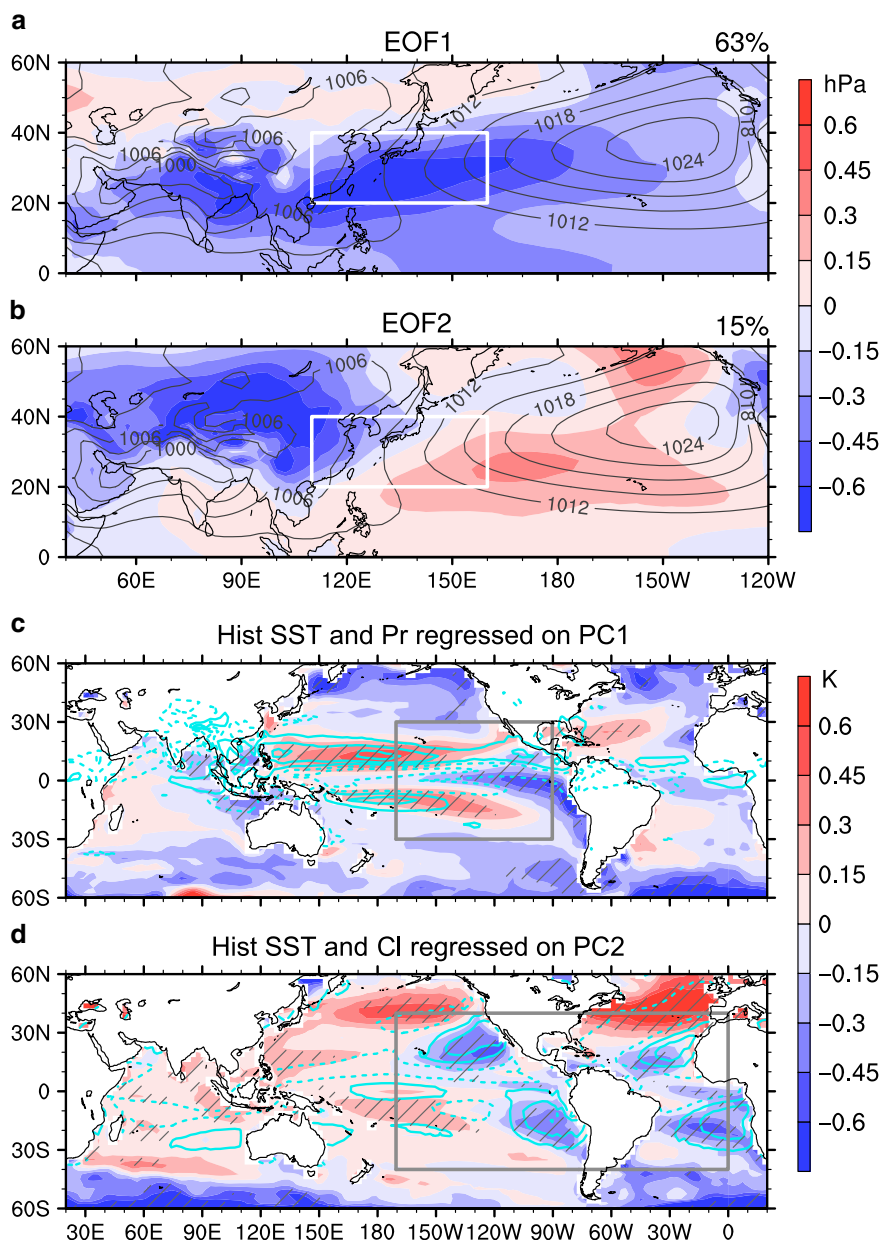 a
EOF1 63%
60N 40N 20N 0
1006 1006 1006 1000 1006 1012 1018 1024 1012 1018
hPa
0.6
0.45
0.3
0.15
0
−0.15
−0.3
−0.45
−0.6
b
EOF2 15%
60N 40N 20N 0
1006 1006 1000 1006 1012 1018 1024 1012 1018
60E 90E 120E 150E 180 150W 120W
c
Hist SST and Pr regressed on PC1
60N
30N
0
30S
60S
K
0.6
0.45
0.3
0.15
0
−0.15
−0.3
−0.45
−0.6
d
Hist SST and Cl regressed on PC2
60N
30N
0
30S
60S
30E 60E 90E 120E 150E 180 150W 120W 90W 60W 30W 0